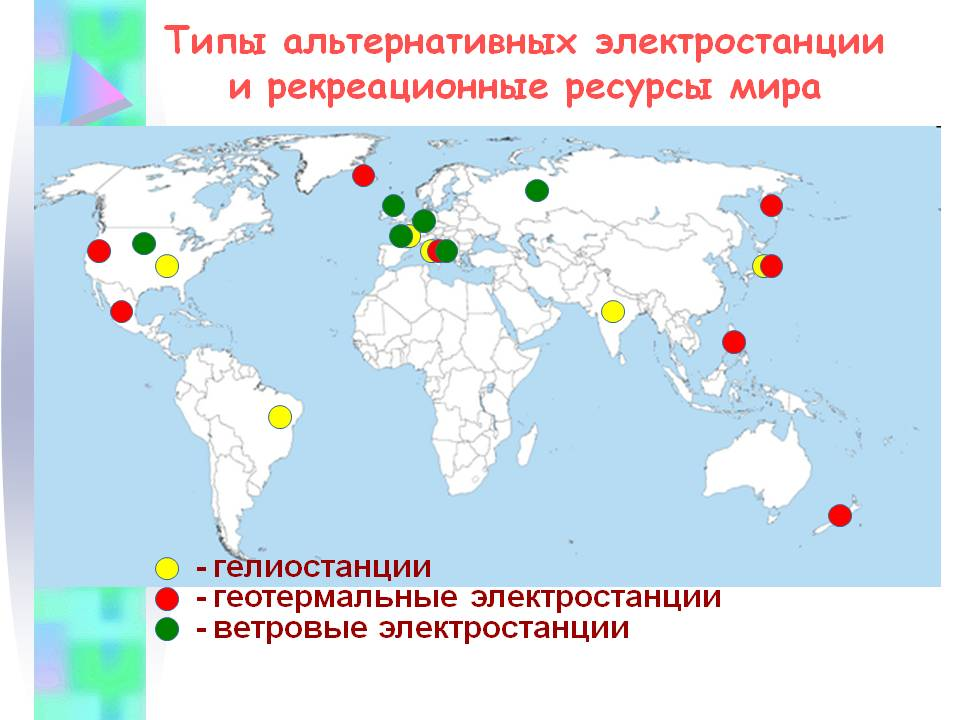 Типы альтернативных электростанции
и рекреационные ресурсы мира
- гелиостанции
- геотермальные электростанции
- ветровые электростанции